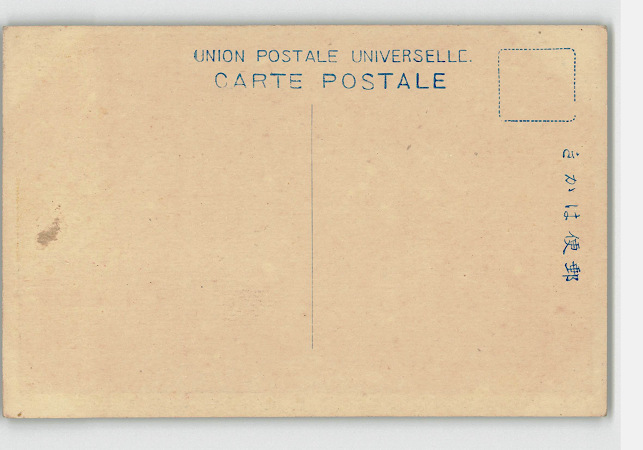 UNION POSTALE UNIVERSELLE.
CARTE POSTALE
郵便はかき